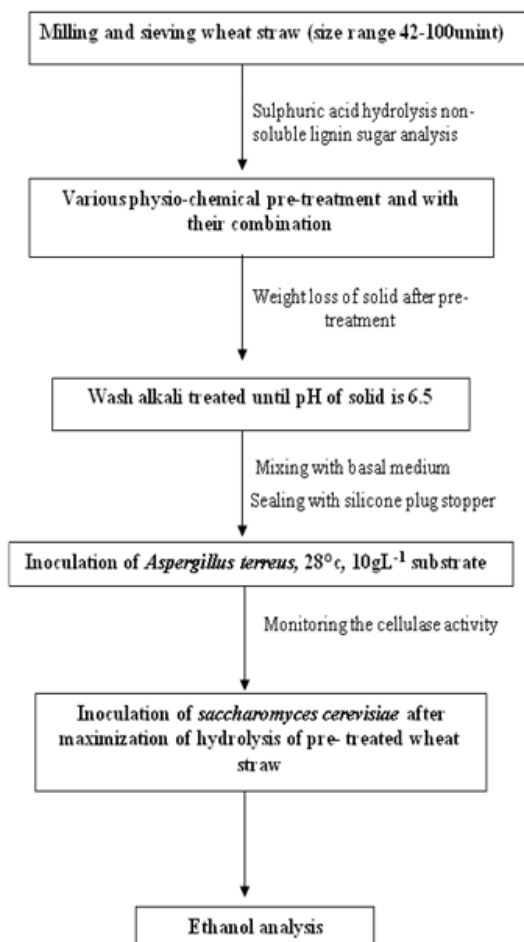 Milling and sieving wheat straw (size range 42-100unint)
Sulphuric acid hydrolysis non-
soluble lignin sugar analysis
Various physio-chemical pre-treatment and with
their combination
Weight loss of solid after pre-
treatment
Wash alkali treated until pH of solid is 6.5
Mixing with basal medium
Sealing with silicone plug stopper
Inoculation of Aspergillus terreus, 28°c, 10gL⁻¹ substrate
Monitoring the cellulase activity
Inoculation of saccharomyces cerevisiae after
maximization of hydrolysis of pre- treated wheat
straw
Ethanol analysis